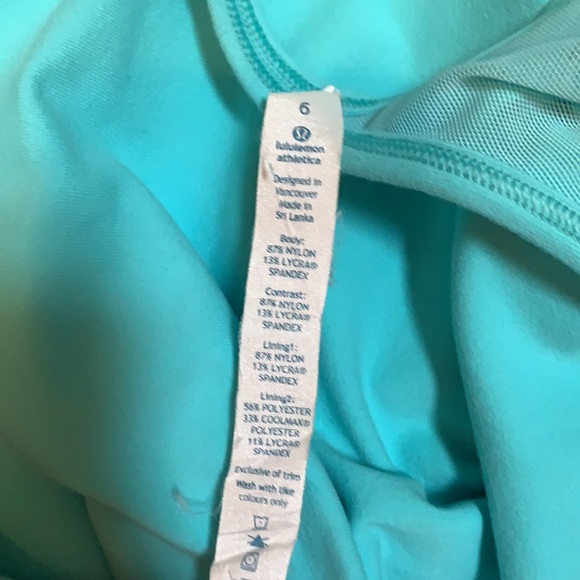 6
lululemon
athletica
Designed in
Vancouver
Made in
Sri Lanka
Body:
87% NYLON
13% LYCRA®
SPANDEX
Contrast:
87% NYLON
13% LYCRA®
SPANDEX
Lining1:
87% NYLON
13% LYCRA®
SPANDEX
Lining2:
56% POLYESTER
33% COOLMAX®
POLYESTER
11% LYCRA®
SPANDEX
Exclusive of trim
Wash with like
colours only